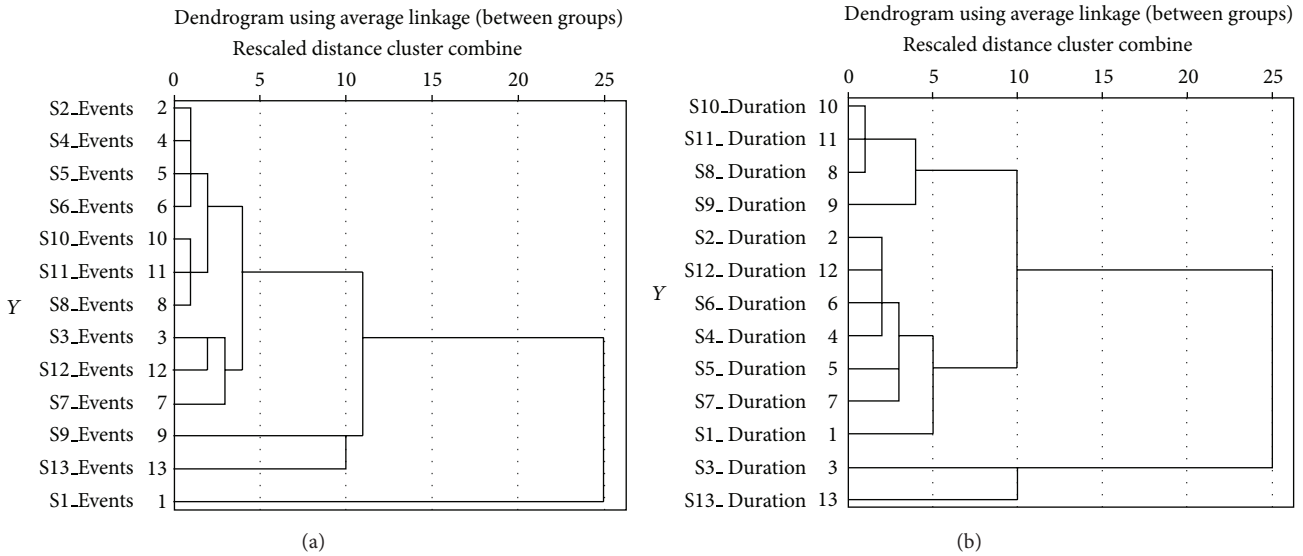 Dendrogram using average linkage (between groups)
Rescaled distance cluster combine
0 5 10 15 20 25
S2_Events 2
S4_Events 4
S5_Events 5
S6_Events 6
S10_Events 10
S11_Events 11
S8_Events 8
Y
S3_Events 3
S12_Events 12
S7_Events 7
S9_Events 9
S13_Events 13
S1_Events 1
(a)
Dendrogram using average linkage (between groups)
Rescaled distance cluster combine
0 5 10 15 20 25
S10_Duration 10
S11_ Duration 11
S8_ Duration 8
S9_ Duration 9
S2_ Duration 2
S12_ Duration 12
Y
S6_ Duration 6
S4_ Duration 4
S5_ Duration 5
S7_ Duration 7
S1_ Duration 1
S3_ Duration 3
S13_ Duration 13
(b)